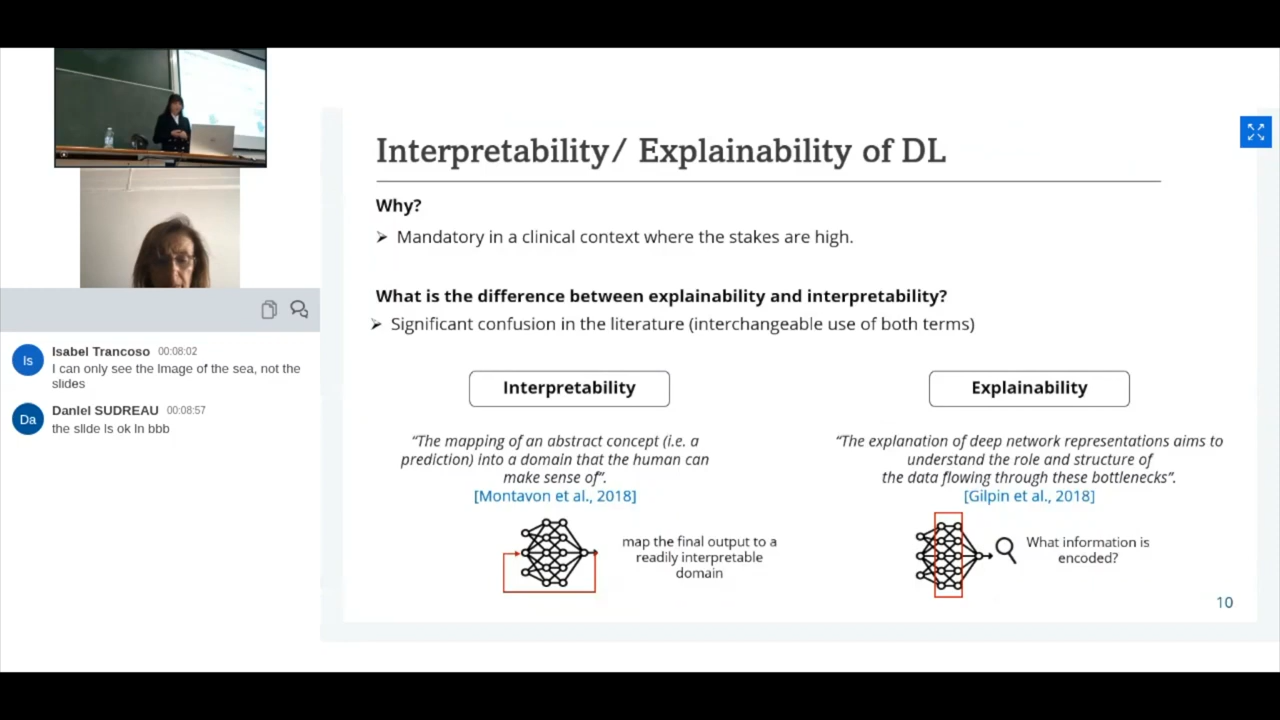 Interpretability/ Explainability of DL
Why?
➤ Mandatory in a clinical context where the stakes are high.
What is the difference between explainability and interpretability?
➤ Significant confusion in the literature (interchangeable use of both terms)
Interpretability
“The mapping of an abstract concept (i.e. a
prediction) into a domain that the human can
make sense of”.
[Montavon et al., 2018]
map the final output to a
readily interpretable
domain
Explainability
“The explanation of deep network representations aims to
understand the role and structure of
the data flowing through these bottlenecks”.
[Gilpin et al., 2018]
What information is
encoded?
10
Is
Isabel Trancoso 00:08:02
I can only see the image of the sea, not the
slides
Da
Daniel SUDREAU 00:08:57
the slide is ok in bbb